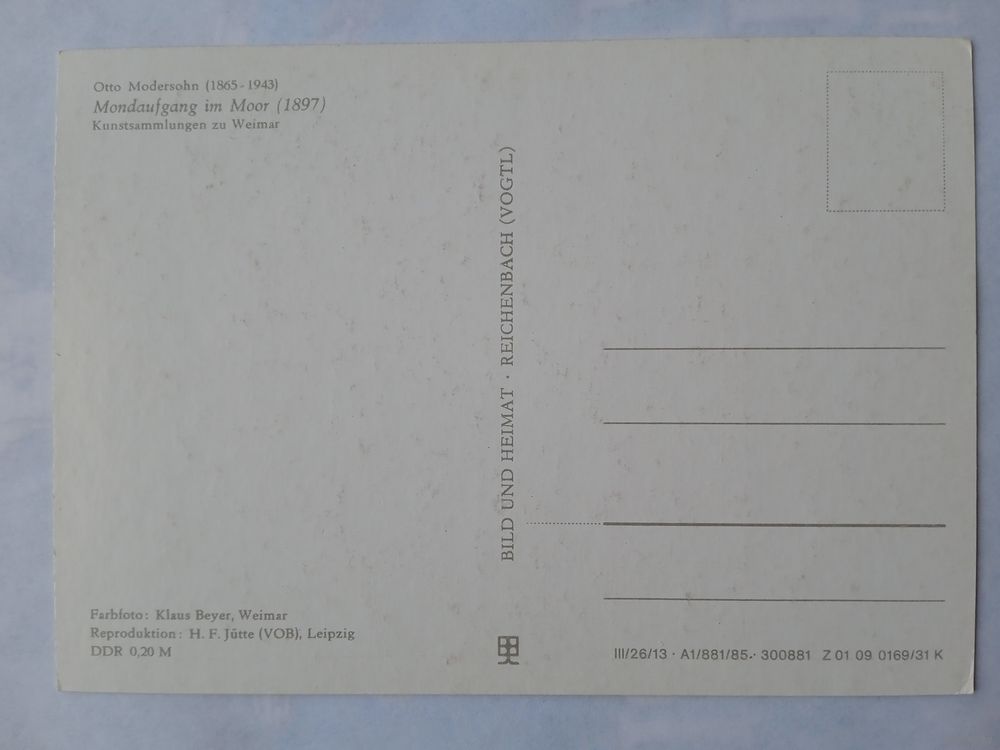 Otto Modersohn (1865-1943)
Mondaufgang im Moor (1897)
Kunstsammlungen zu Weimar
BILD UND HEIMAT · REICHENBACH (VOGTL)
Farbfoto: Klaus Beyer, Weimar
Reproduktion: H. F. Jütte (VOB), Leipzig
DDR 0,20 M
III/26/13 · A1/881/85 · 300881 Z 01 09 0169/31 K